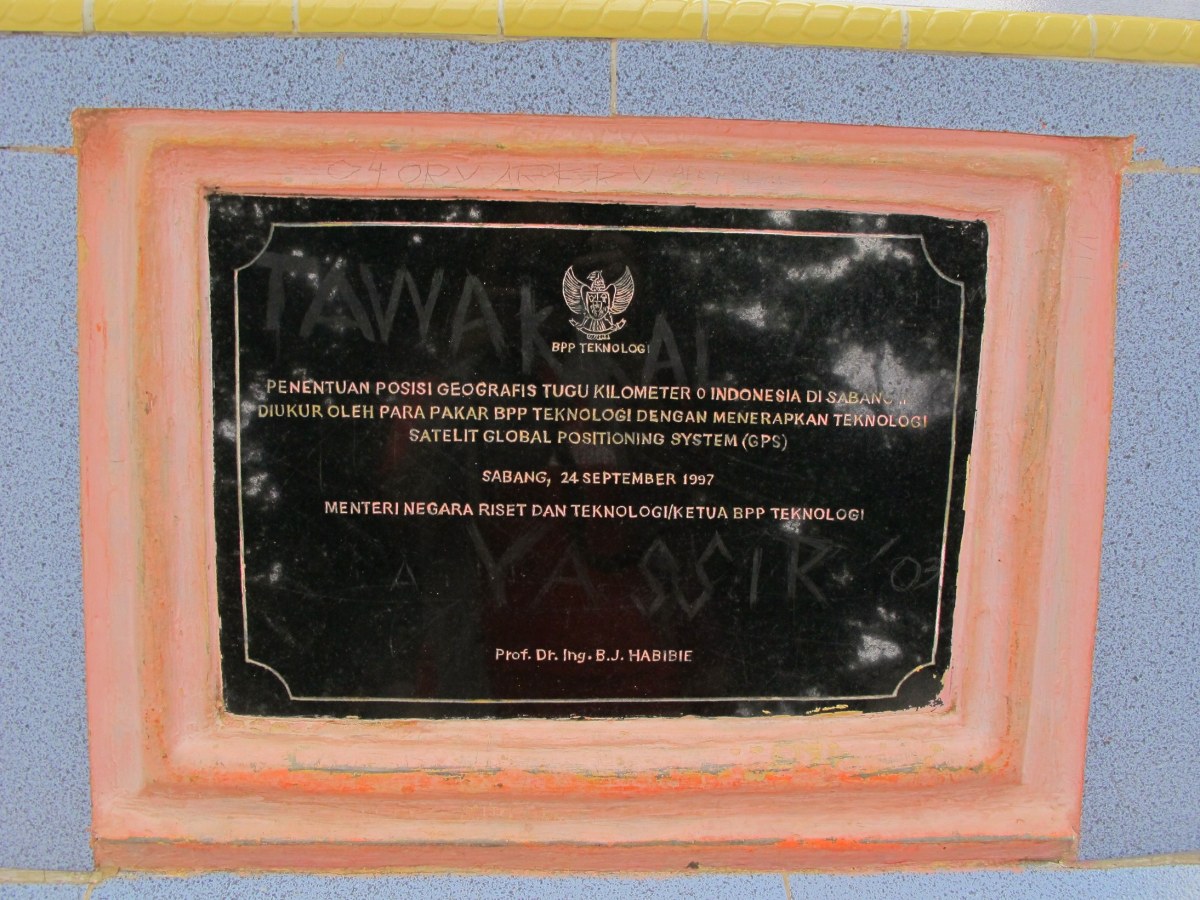 BPP TEKNOLOGI
PENENTUAN POSISI GEOGRAFIS TUGU KILOMETER 0 INDONESIA DI SABANG
DIUKUR OLEH PARA PAKAR BPP TEKNOLOGI DENGAN MENERAPKAN TEKNOLOGI
SATELIT GLOBAL POSITIONING SYSTEM (GPS)
SABANG, 24 SEPTEMBER 1997
MENTERI NEGARA RISET DAN TEKNOLOGI/KETUA BPP TEKNOLOGI
A YASSIR '03
Prof. Dr. Ing. B.J. HABIBIE